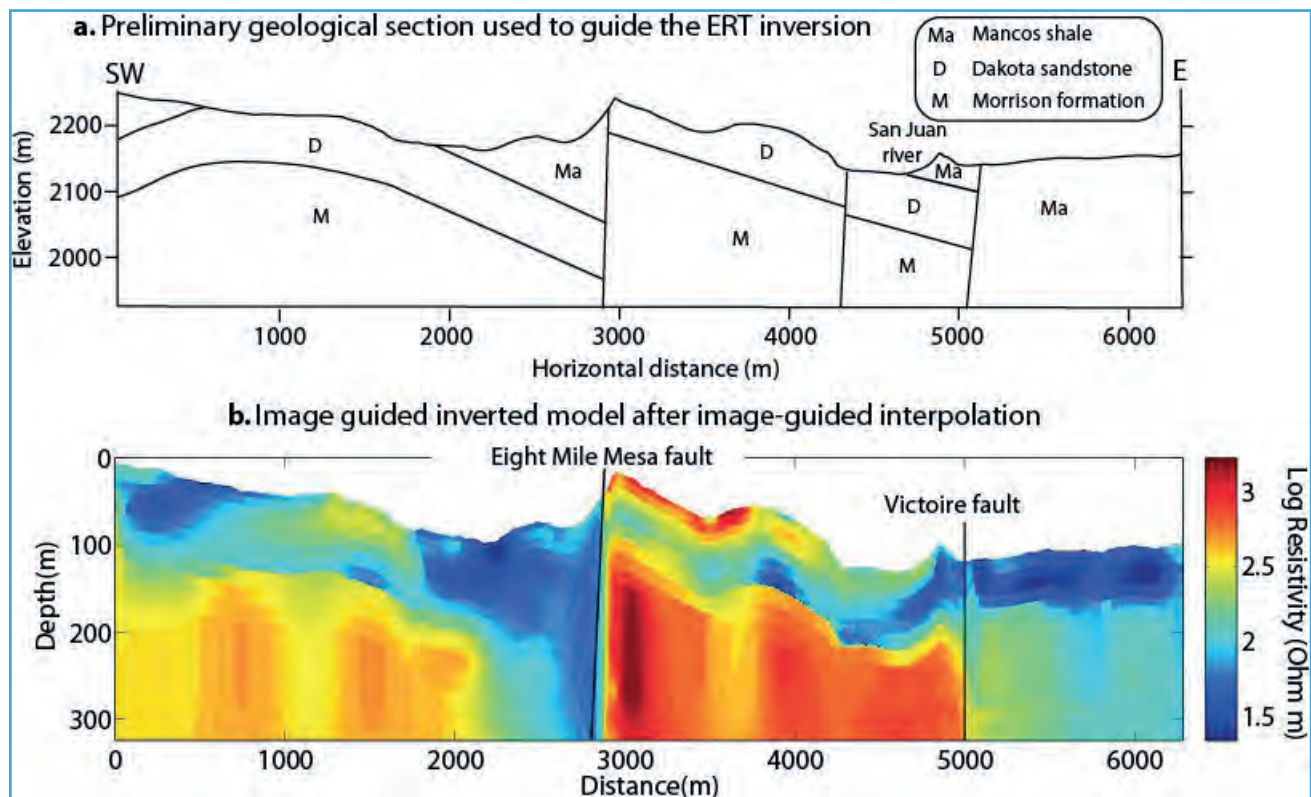 a. Preliminary geological section used to guide the ERT inversion
Ma Mancos shale
D Dakota sandstone
M Morrison formation
SW
E
San Juan
river
Elevation (m)
2200
2100
2000
D
M
Ma
D
M
Ma
D
M
Ma
1000
2000
3000
4000
5000
6000
Horizontal distance (m)
b. Image guided inverted model after image-guided interpolation
Eight Mile Mesa fault
Victoire fault
Depth(m)
0
100
200
300
0
1000
2000
3000
4000
5000
6000
Distance(m)
3
2.5
2
1.5
Log Resistivity (Ohm m)